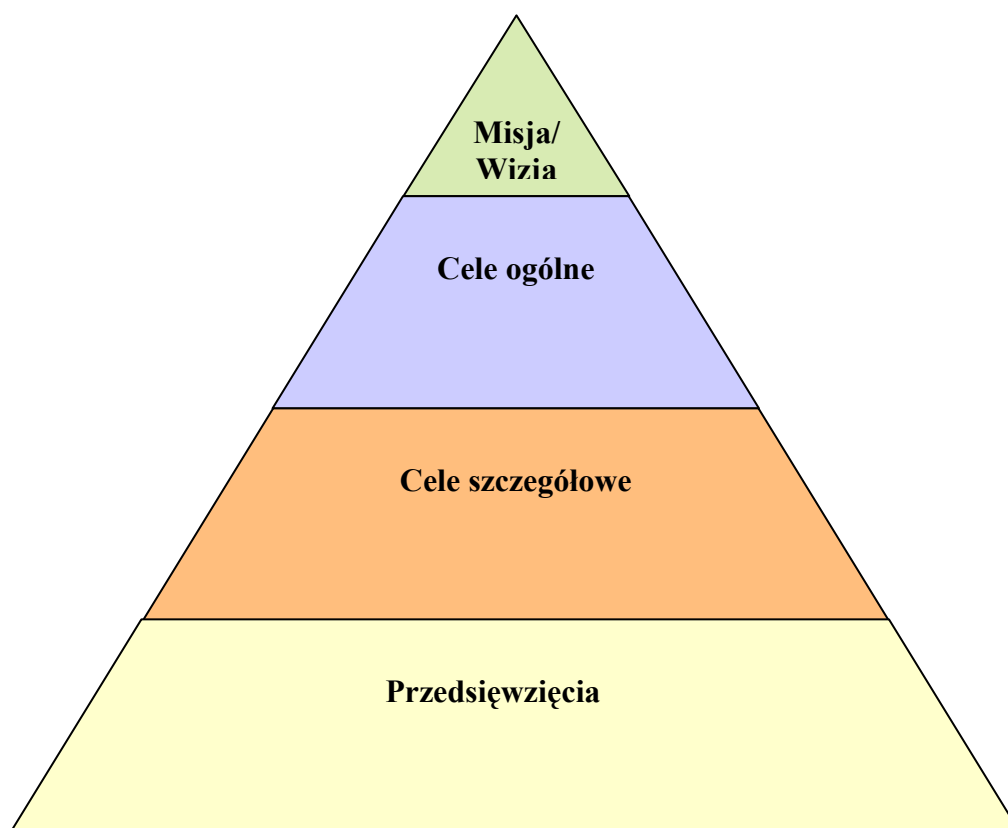 Misja/
Wizja
Cele ogólne
Cele szczegółowe
Przedsięwzięcia